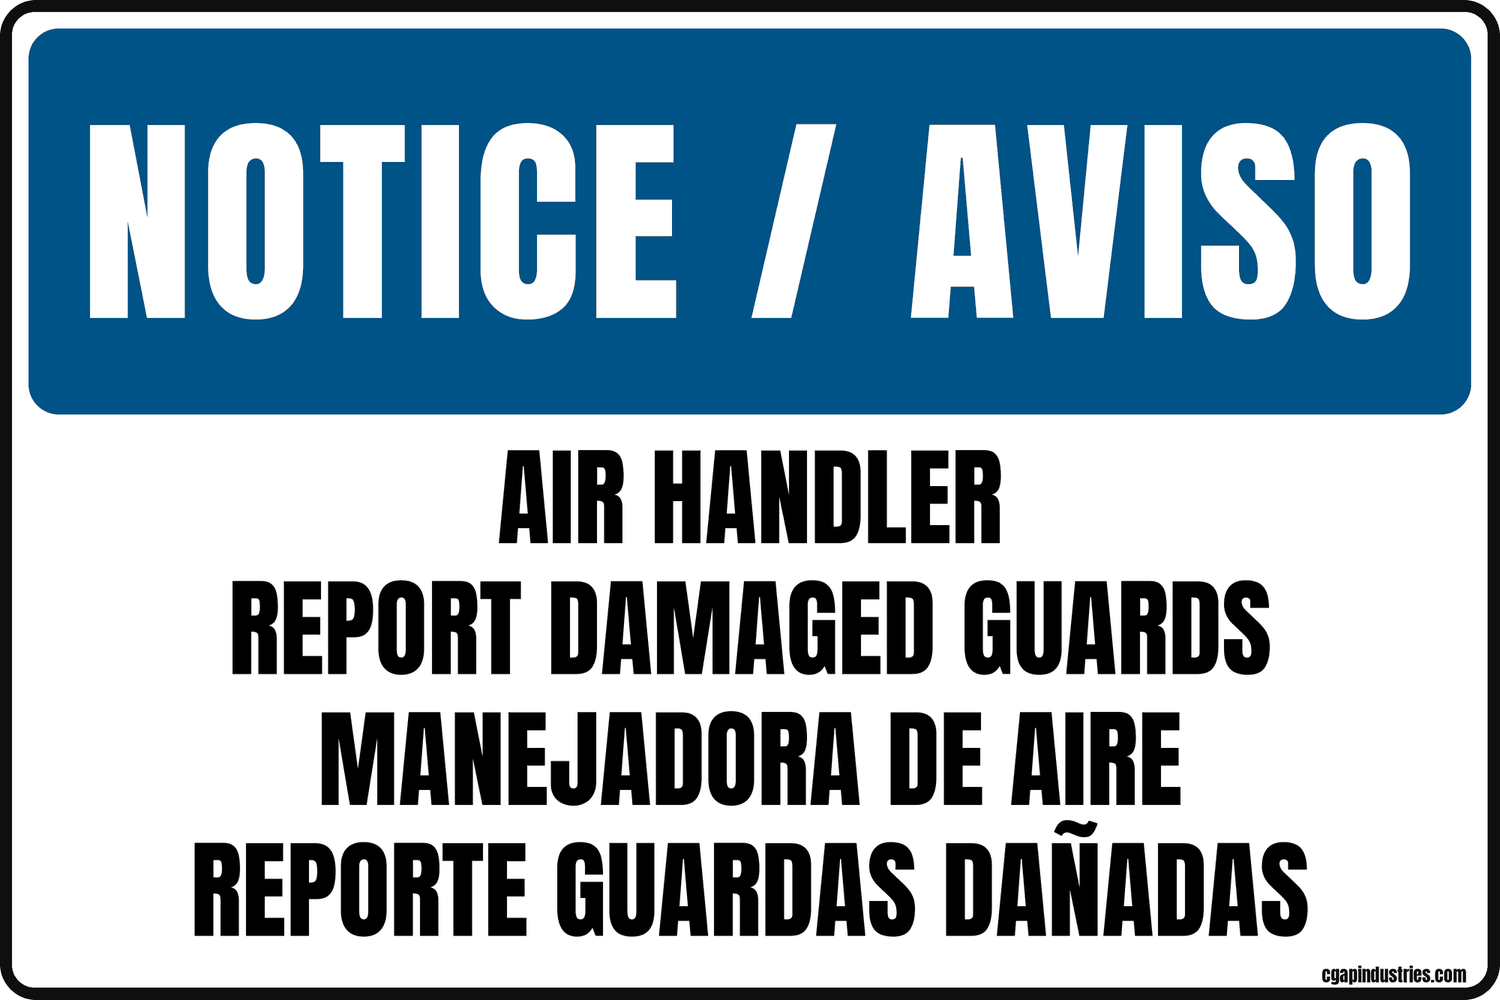 NOTICE / AVISO
AIR HANDLER
REPORT DAMAGED GUARDS
MANEJADORA DE AIRE
REPORTE GUARDAS DAÑADAS
cgapindustries.com